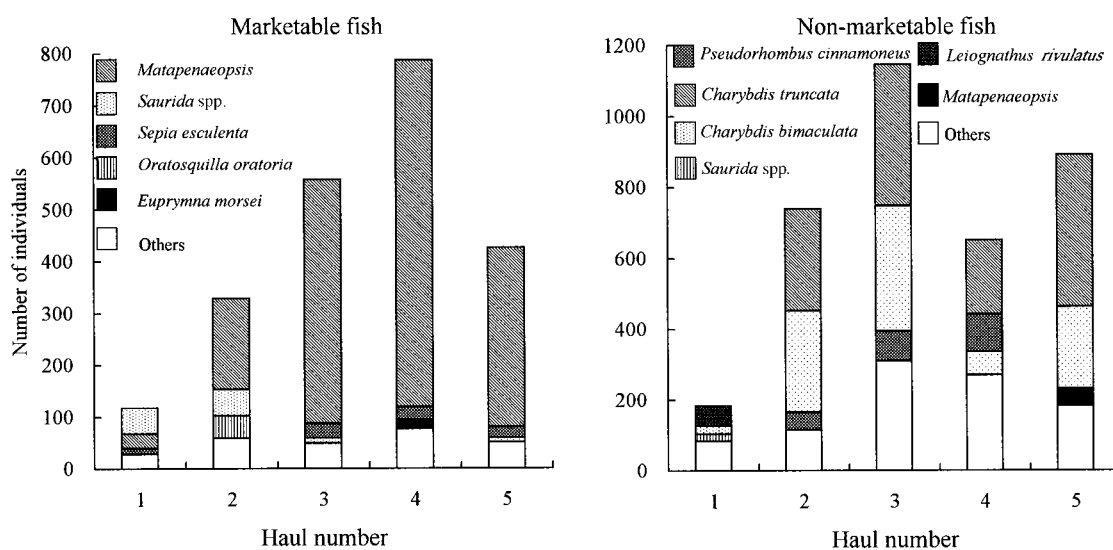 Marketable fish
Number of individuals
800
700
600
500
400
300
200
100
0
Matapenaeopsis
Saurida spp.
Sepia esculenta
Oratosquilla oratoria
Euprymna morsei
Others
1 2 3 4 5
Haul number
Non-marketable fish
1200
1000
800
600
400
200
0
Pseudorhombus cinnamoneus
Charybdis truncata
Charybdis bimaculata
Saurida spp.
Leiognathus rivulatus
Matapenaeopsis
Others
1 2 3 4 5
Haul number